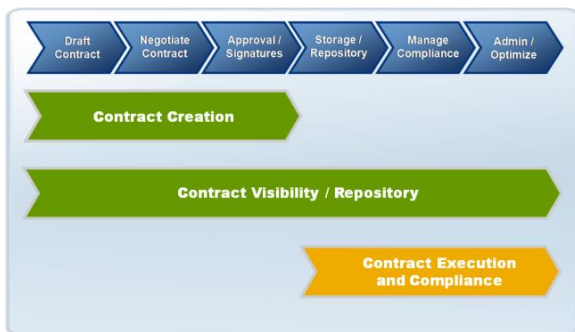 Draft
Contract
Negotiate
Contract
Approval /
Signatures
Storage /
Repository
Manage
Compliance
Admin /
Optimize
Contract Creation
Contract Visibility / Repository
Contract Execution
and Compliance